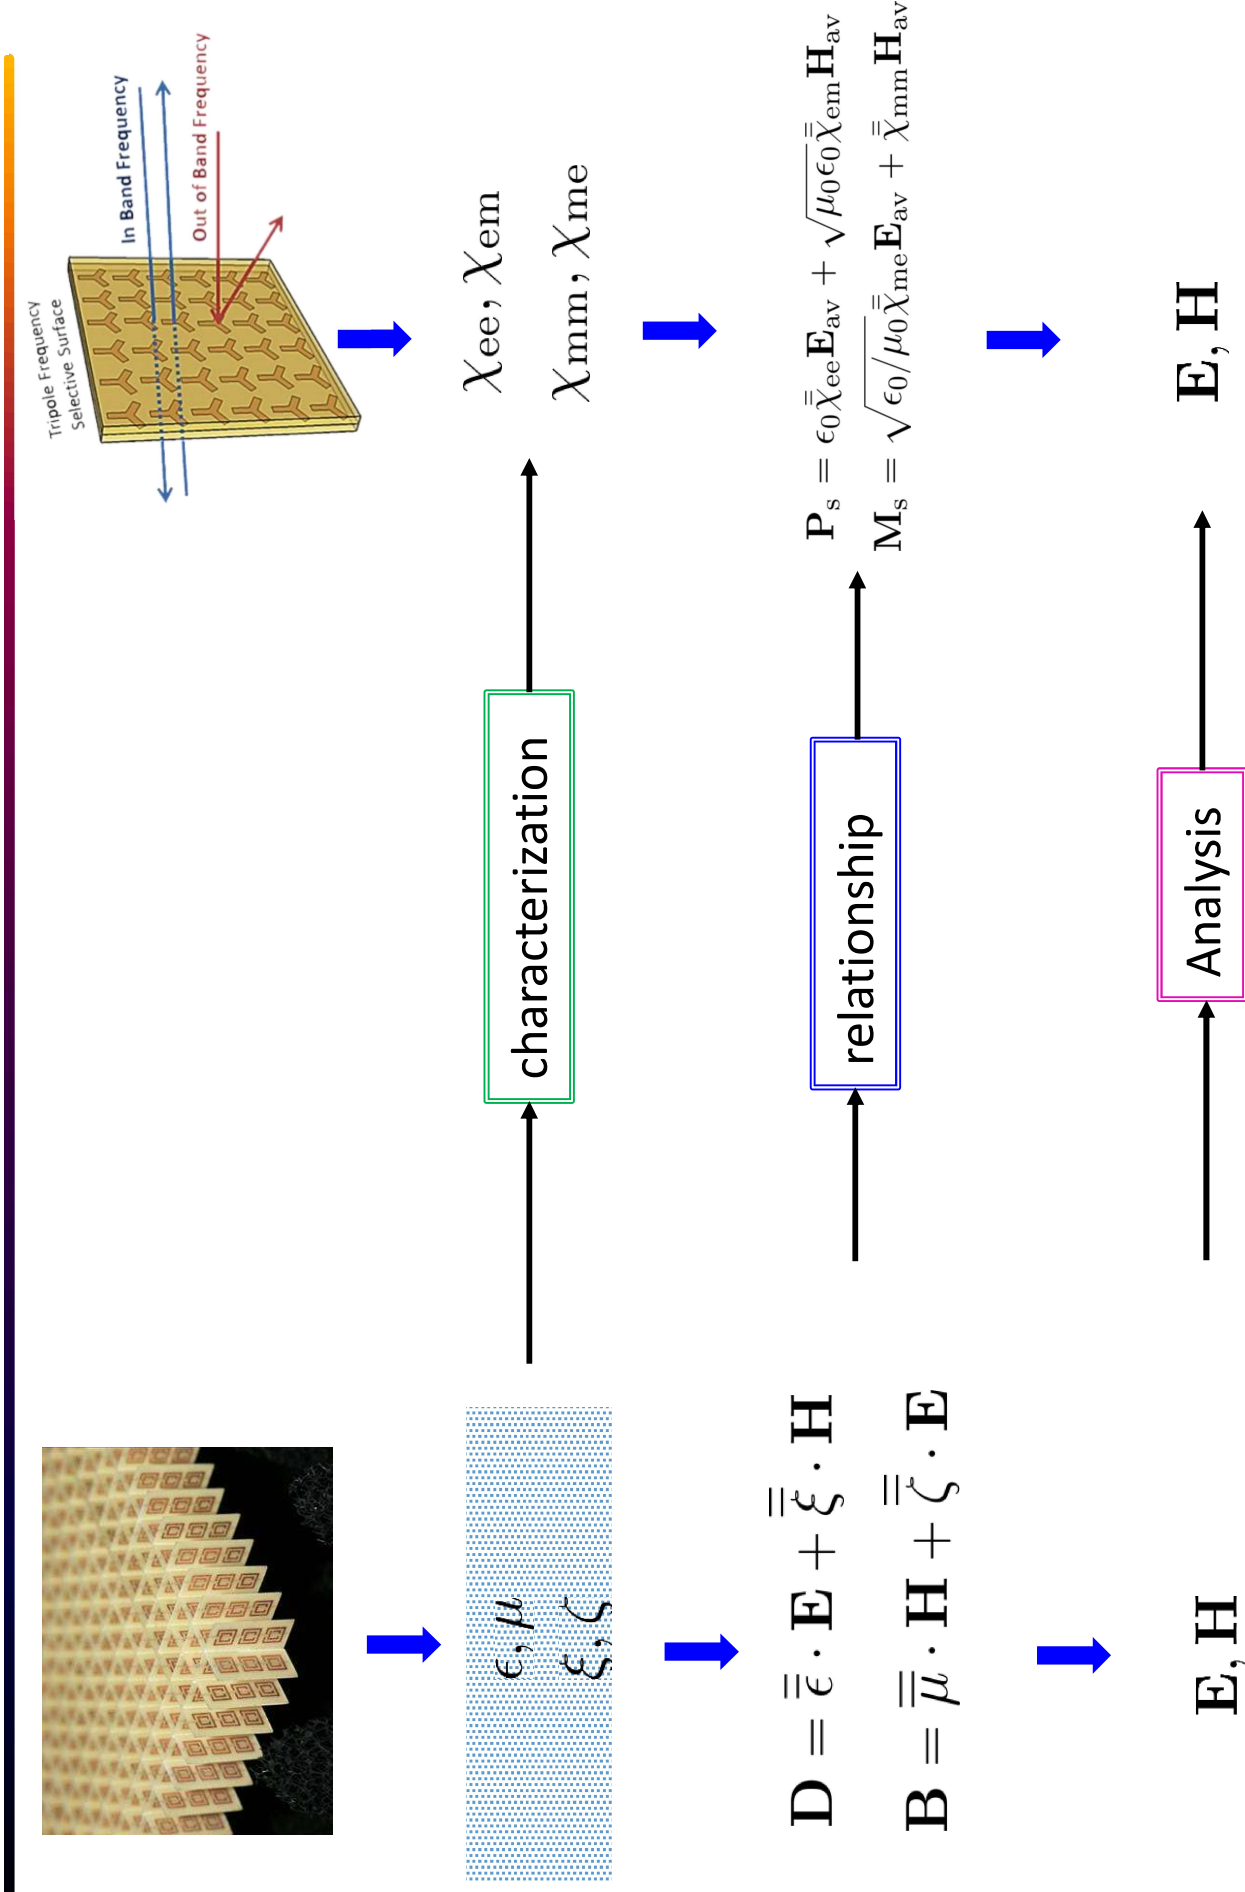 Tripole Frequency
Selective Surface
In Band Frequency
Out of Band Frequency
ϵ, μ
ξ, ζ
characterization
χee, χem
χmm, χme
D = ϵ̿ · E + ξ̿ · H
B = μ̿ · H + ζ̿ · E
relationship
Pₛ = ϵ₀χ̿ee Eav + √μ₀ϵ₀ χ̿em Hav
Mₛ = √ϵ₀/μ₀ χ̿me Eav + χ̿mm Hav
E, H
Analysis
E, H